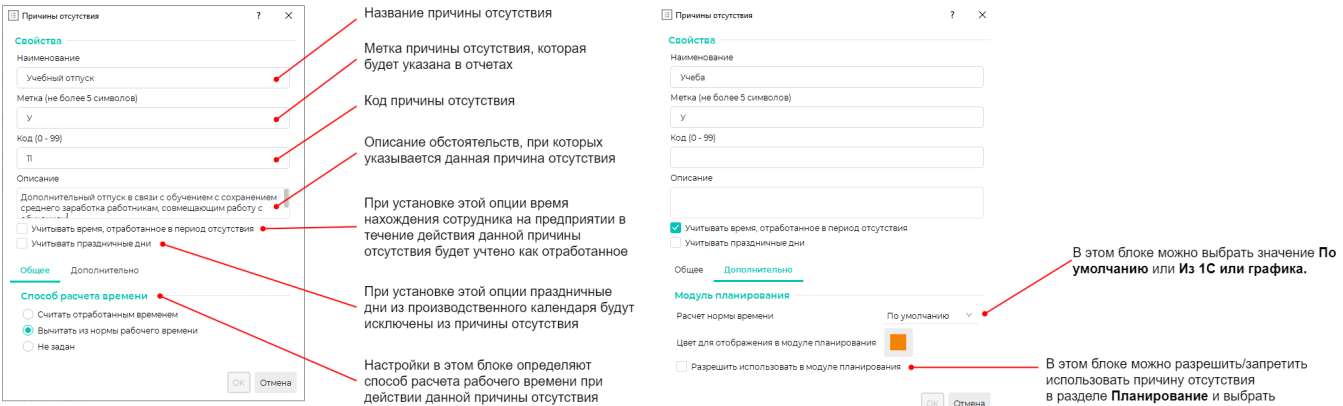 Причины отсутствия
?
Свойства
Наименование
Учебный отпуск
Метка (не более 5 символов)
У
Код (0 - 99)
11
Описание
Дополнительный отпуск в связи с обучением с сохранением
среднего заработка работникам, совмещающим работу с
Учитывать время, отработанное в период отсутствия
Учитывать праздничные дни
Общее
Дополнительно
Способ расчета времени
Считать отработанным временем
Вычитать из нормы рабочего времени
Не задан
OK
Отмена
Название причины отсутствия
Метка причины отсутствия, которая
будет указана в отчетах
Код причины отсутствия
Описание обстоятельств, при которых
указывается данная причина отсутствия
При установке этой опции время
нахождения сотрудника на предприятии в
течение действия данной причины
отсутствия будет учтено как отработанное
При установке этой опции праздничные
дни из производственного календаря будут
исключены из причины отсутствия
Настройки в этом блоке определяют
способ расчета рабочего времени при
действии данной причины отсутствия
Причины отсутствия
?
Свойства
Наименование
Учеба
Метка (не более 5 символов)
У
Код (0 - 99)
Описание
Учитывать время, отработанное в период отсутствия
Учитывать праздничные дни
Общее
Дополнительно
Модуль планирования
Расчет нормы времени
По умолчанию
Цвет для отображения в модуле планирования
Разрешить использовать в модуле планирования
OK
Отмена
В этом блоке можно выбрать значение По
умолчанию или Из 1С или графика.
В этом блоке можно разрешить/запретить
использовать причину отсутствия
в разделе Планирование и выбрать